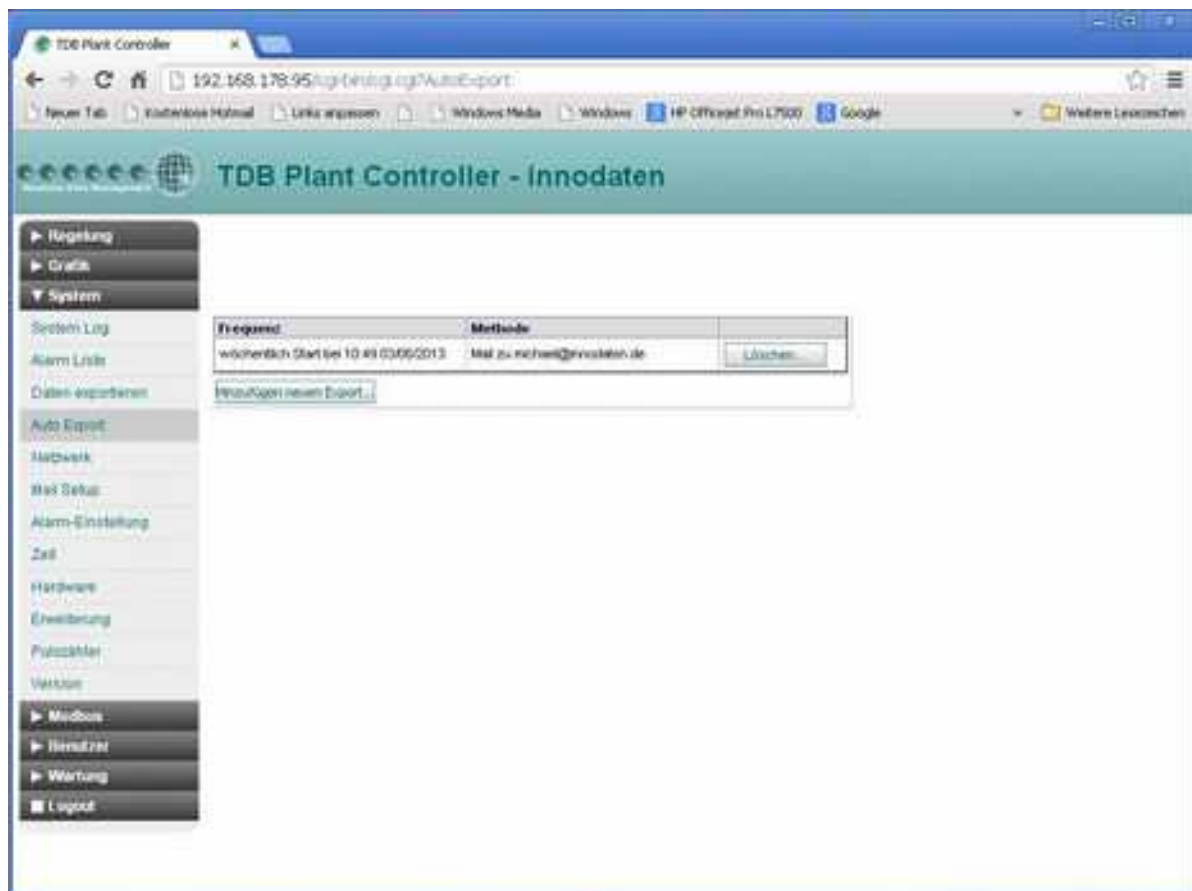 TDB Plant Controller
192.168.178.95/cgi-bin/cgi.cgi?AutoExport
Neuer Tab Kostenlose Hotmail Links anpassen Windows Media Windows HP Officejet Pro L7500 Google Weitere Lesezeichen
TDB Plant Controller - innodaten
Regelung
Grafik
System
System Log
Alarm Liste
Daten exportieren
Auto Export
Netzwerk
Mail Setup
Alarm-Einstellung
Zeit
Hardware
Erweiterung
Pulszähler
Version
Modbus
Benutzer
Wartung
Logout
Frequenz Methode
wöchentlich Start bei 10:49 03/06/2013 Mail zu michael@innodaten.de Löschen...
Hinzufügen neuen Export...